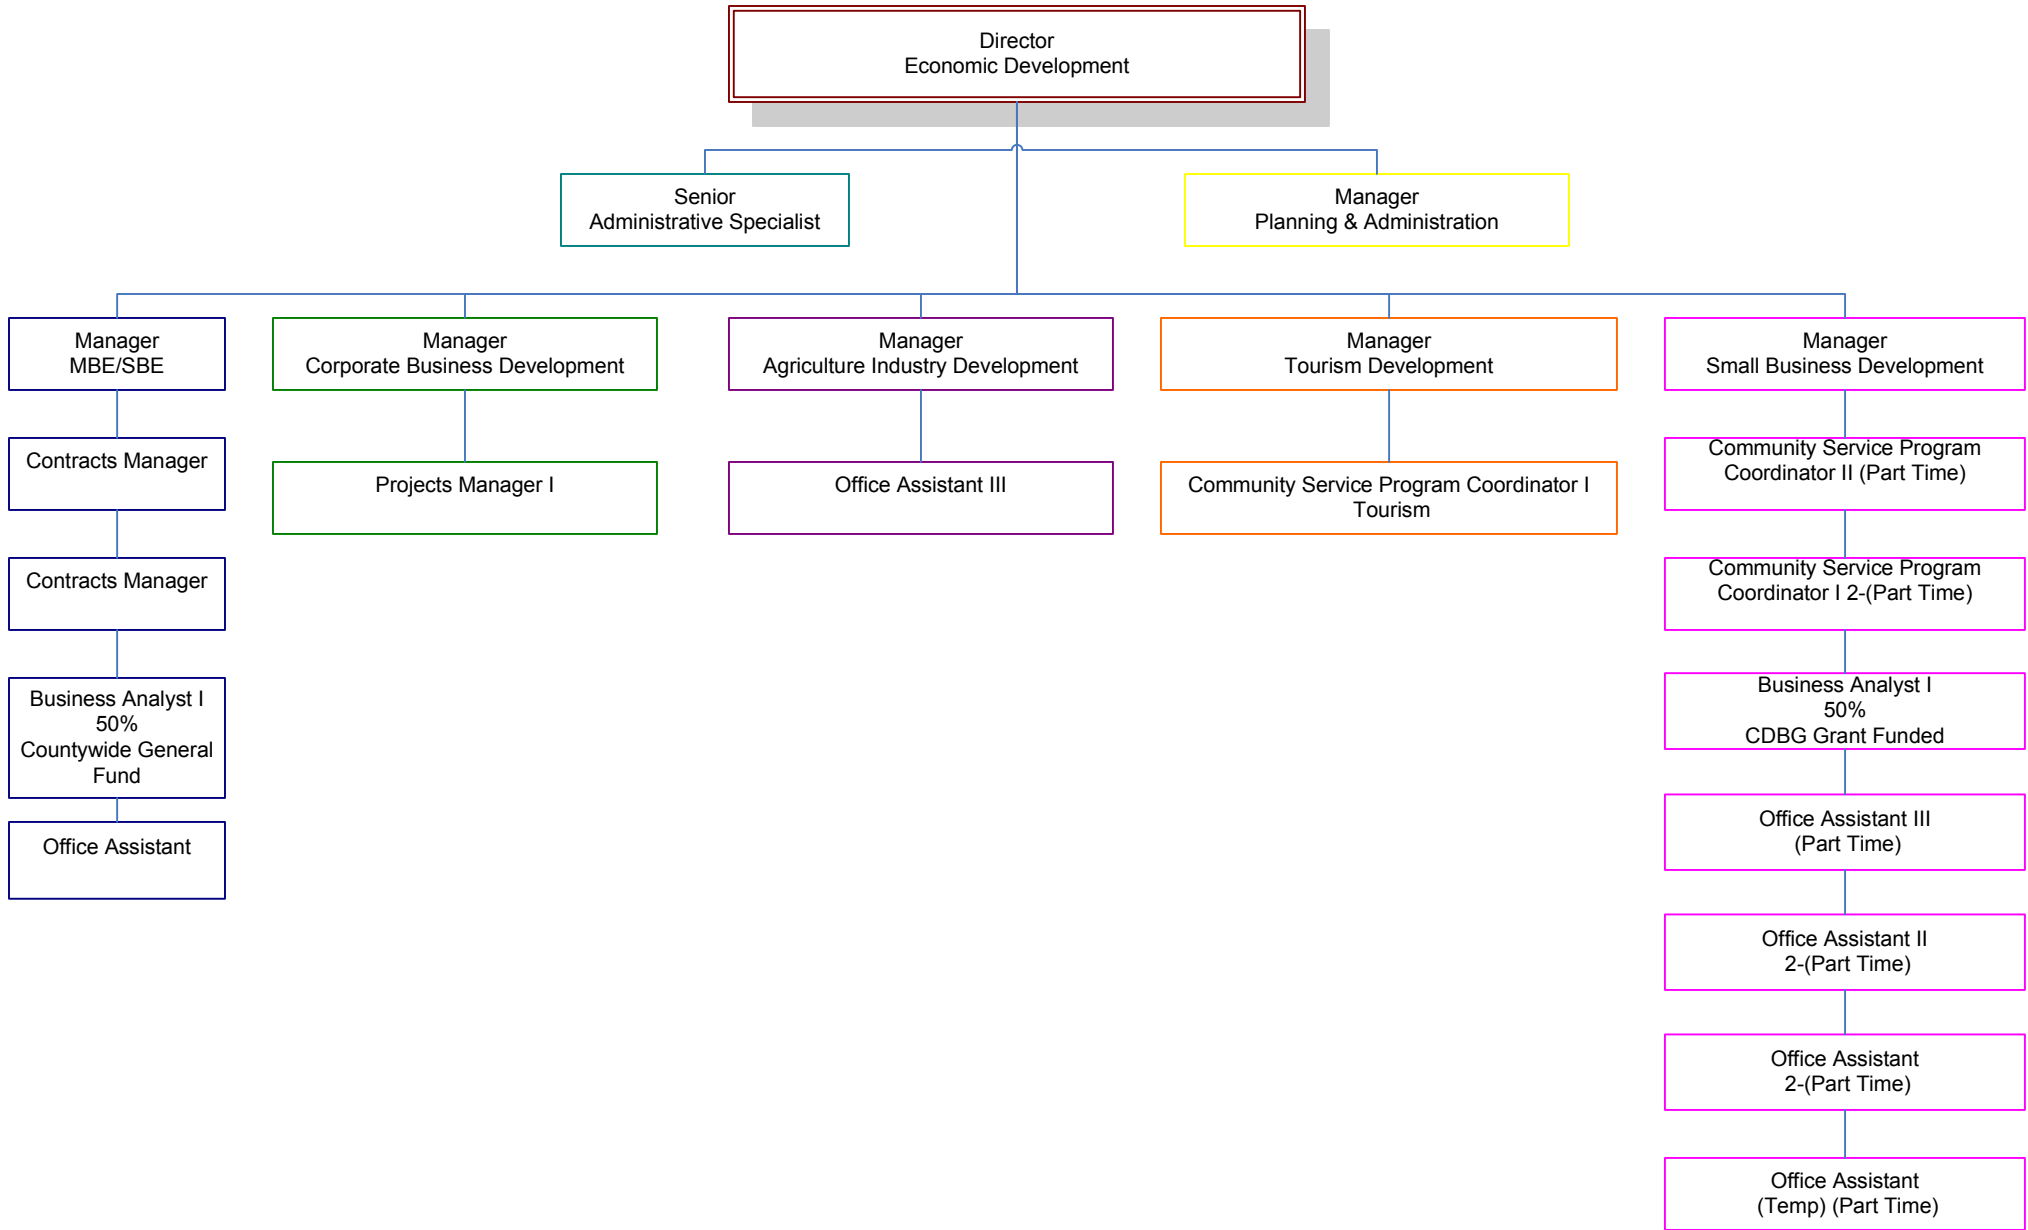 Director
Economic Development
Senior
Administrative Specialist
Manager
Planning & Administration
Manager
MBE/SBE
Manager
Corporate Business Development
Manager
Agriculture Industry Development
Manager
Tourism Development
Manager
Small Business Development
Contracts Manager
Projects Manager I
Office Assistant III
Community Service Program Coordinator I
Tourism
Community Service Program
Coordinator II (Part Time)
Contracts Manager
Community Service Program
Coordinator I 2-(Part Time)
Business Analyst I
50%
Countywide General
Fund
Business Analyst I
50%
CDBG Grant Funded
Office Assistant
Office Assistant III
(Part Time)
Office Assistant II
2-(Part Time)
Office Assistant
2-(Part Time)
Office Assistant
(Temp) (Part Time)